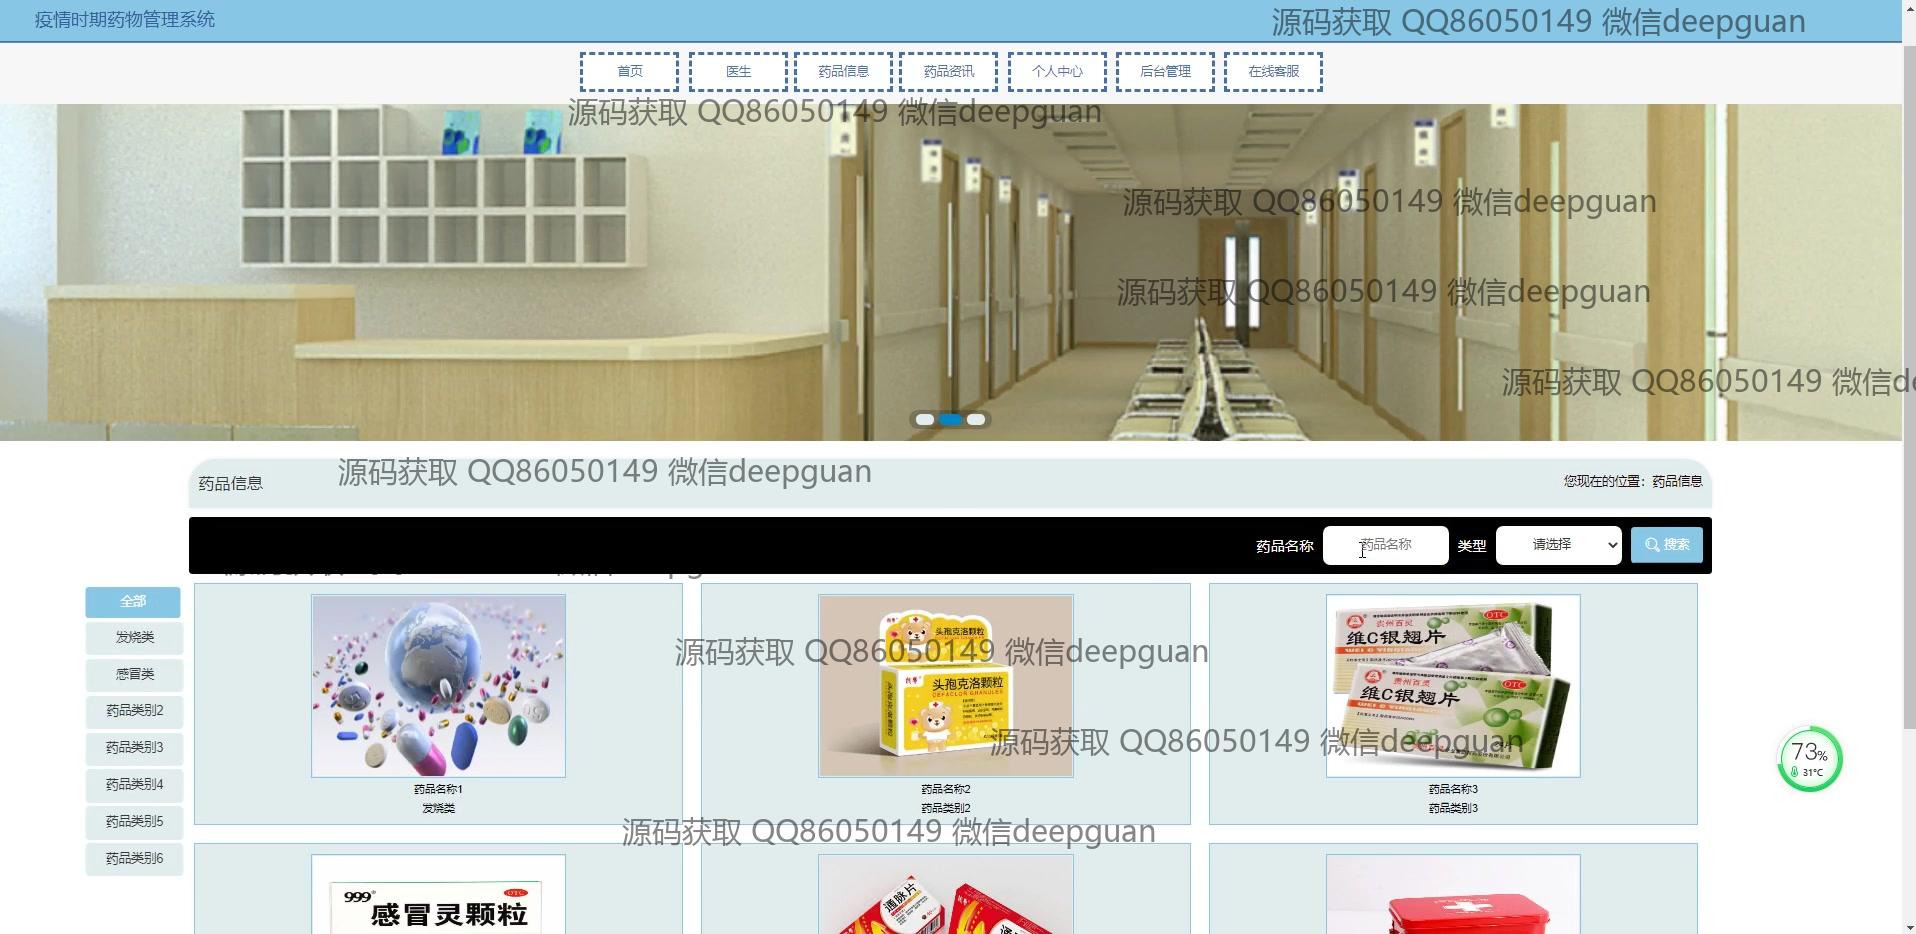 疫情时期药物管理系统
源码获取 QQ86050149 微信deepguan
首页
医生
药品信息
药品资讯
个人中心
后台管理
在线客服
源码获取 QQ86050149 微信deepguan
源码获取 QQ86050149 微信deepguan
源码获取 QQ86050149 微信deepguan
源码获取 QQ86050149 微信de
药品信息
源码获取 QQ86050149 微信deepguan
您现在的位置：药品信息
药品名称
药品名称
类型
请选择
搜索
全部
发烧类
感冒类
药品类别2
药品类别3
药品类别4
药品类别5
药品类别6
药品名称1
发烧类
头孢克洛颗粒
头孢克洛颗粒
CEFACLOR GRANULES
源码获取 QQ86050149 微信deepguan
药品名称2
药品类别2
OTC
贵州百灵
维C银翘片
WEI C YINQIAO
OTC
贵州百灵
维C银翘片
源码获取 QQ86050149 微信deepguan
药品名称3
药品类别3
73%
31°C
源码获取 QQ86050149 微信deepguan
999
OTC
感冒灵颗粒
通脉片